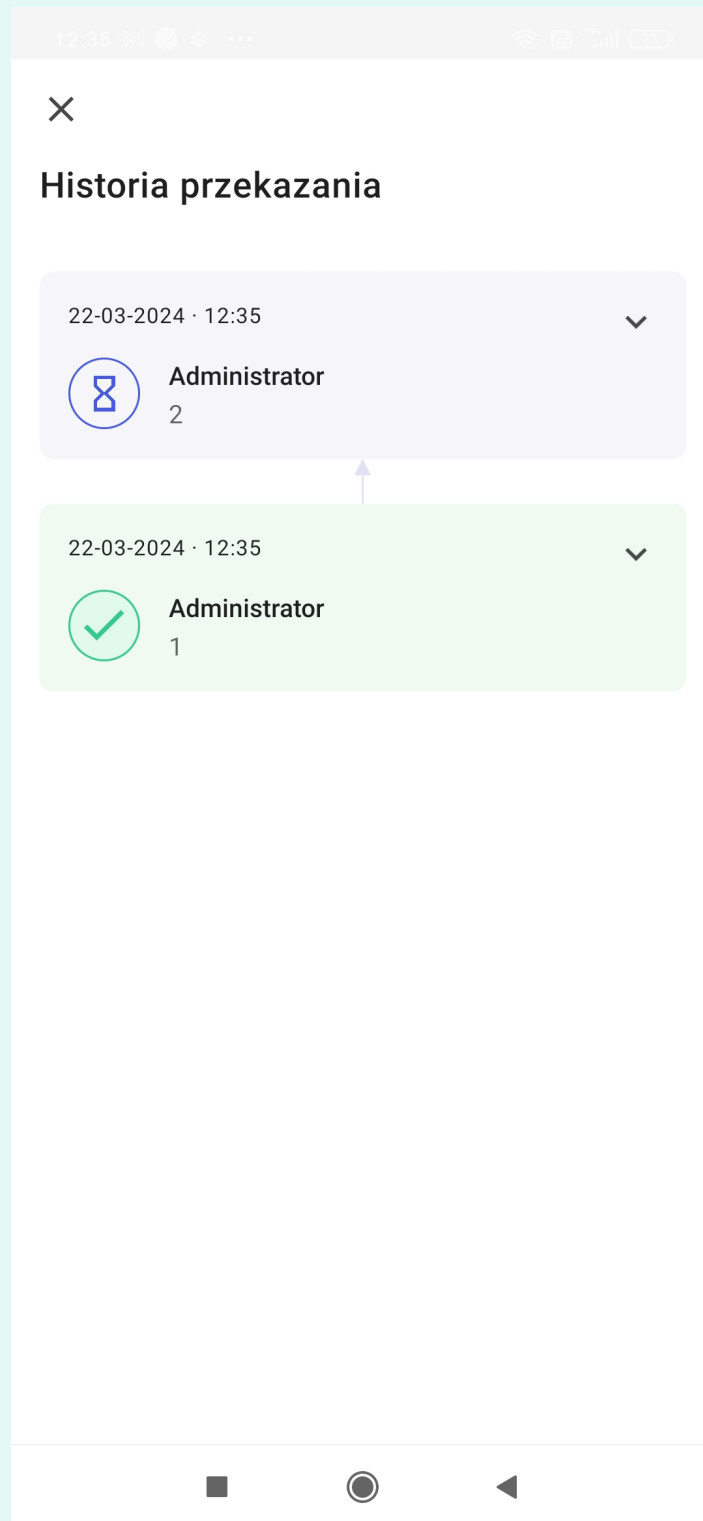 12:35
Historia przekazania
22-03-2024 · 12:35
Administrator
2
22-03-2024 · 12:35
Administrator
1